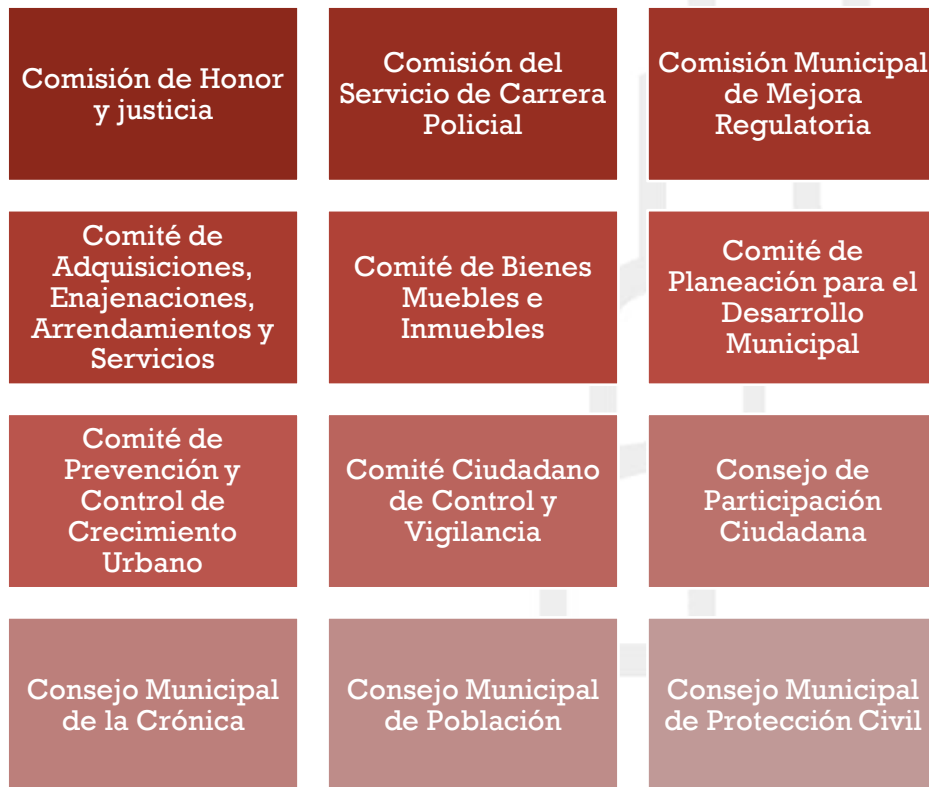 Comisión de Honor
y justicia
Comisión del
Servicio de Carrera
Policial
Comisión Municipal
de Mejora
Regulatoria
Comité de
Adquisiciones,
Enajenaciones,
Arrendamientos y
Servicios
Comité de Bienes
Muebles e
Inmuebles
Comité de
Planeación para el
Desarrollo
Municipal
Comité de
Prevención y
Control de
Crecimiento
Urbano
Comité Ciudadano
de Control y
Vigilancia
Consejo de
Participación
Ciudadana
Consejo Municipal
de la Crónica
Consejo Municipal
de Población
Consejo Municipal
de Protección Civil